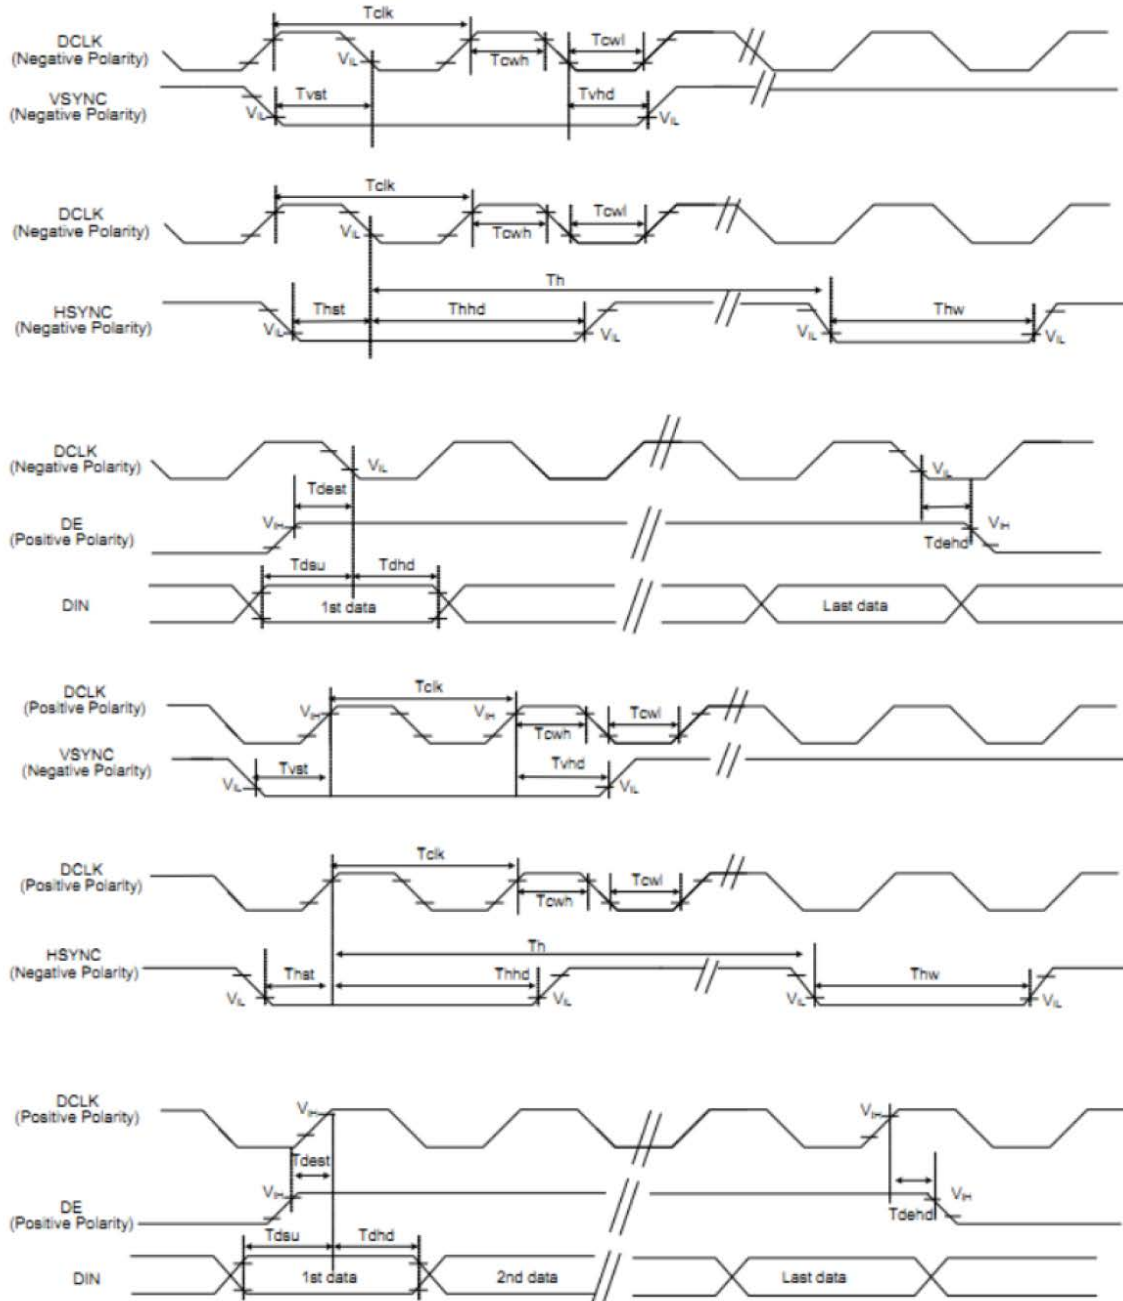 Tclk
DCLK
(Negative Polarity)
Tcwl
VIL
Tcwh
VSYNC
(Negative Polarity)
Tvst
Tvhd
VIL
VIL
Tclk
DCLK
(Negative Polarity)
Tcwl
VIL
Tcwh
Th
HSYNC
(Negative Polarity)
Thst
Thhd
Thw
VIL
VIL
VIL
VIL
DCLK
(Negative Polarity)
VIL
VIL
Tdest
DE
(Positive Polarity)
VIH
VIH
Tdehd
Tdsu
Tdhd
DIN
1st data
Last data
DCLK
(Positive Polarity)
Tclk
VIH
VIH
Tcwl
Tcwh
VSYNC
(Negative Polarity)
Tvst
Tvhd
VIL
VIL
DCLK
(Positive Polarity)
Tclk
Tcwl
Tcwh
HSYNC
(Negative Polarity)
Th
Thst
Thhd
Thw
VIL
VIL
VIL
VIL
DCLK
(Positive Polarity)
VIH
VIH
Tdest
DE
(Positive Polarity)
VIH
VIH
Tdehd
Tdsu
Tdhd
DIN
1st data
2nd data
Last data